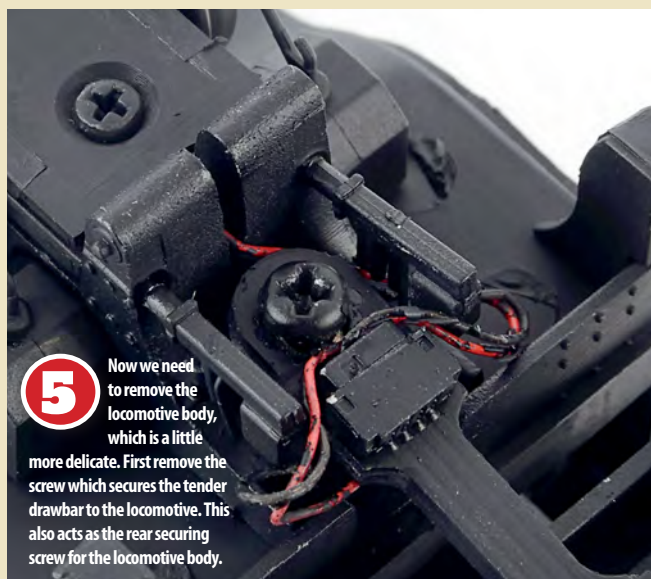 5
Now we need
to remove the
locomotive body,
which is a little
more delicate. First remove the
screw which secures the tender
drawbar to the locomotive. This
also acts as the rear securing
screw for the locomotive body.